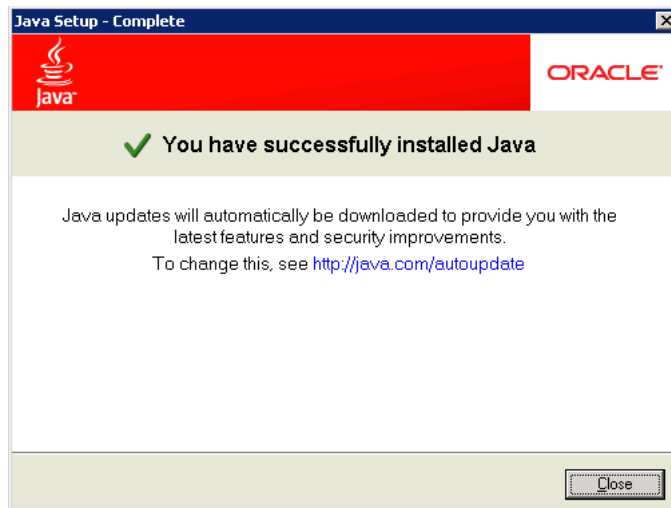 Java Setup - Complete
Java
ORACLE
You have successfully installed Java
Java updates will automatically be downloaded to provide you with the
latest features and security improvements.
To change this, see http://java.com/autoupdate
Close